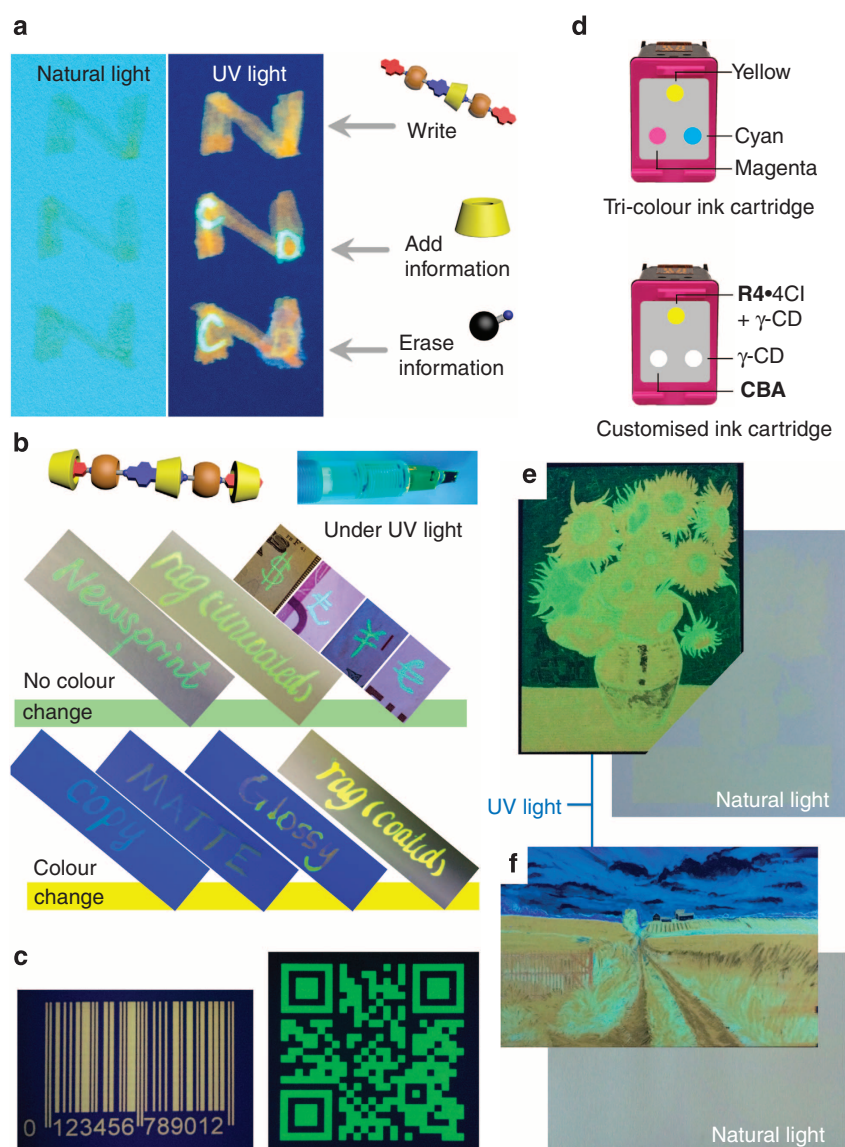 a
Natural light
UV light
N
N
N
C
D
C
D
Write
Add
information
Erase
information
b
Under UV light
Newsprint
rag (uncoated)
$
£
¥
€
No colour
change
copy
MATTE
Glossy
rag (coated)
Colour
change
c
0 123456 789012
d
Yellow
Cyan
Magenta
Tri-colour ink cartridge
R4•4Cl
+ γ-CD
γ-CD
CBA
Customised ink cartridge
e
Natural light
UV light
f
Natural light